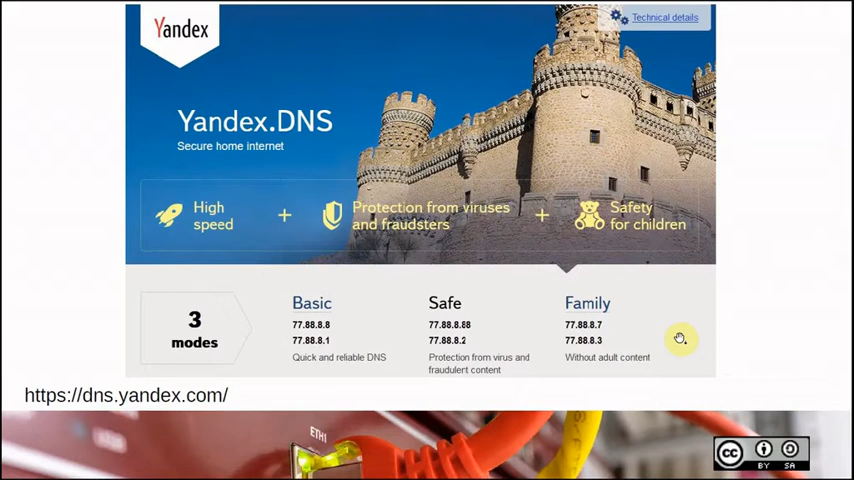 Technical details
Yandex
Yandex.DNS
Secure home internet
High
speed
+
Protection from viruses
and fraudsters
+
Safety
for children
3
modes
Basic
77.88.8.8
77.88.8.1
Quick and reliable DNS
Safe
77.88.8.88
77.88.8.2
Protection from virus and
fraudulent content
Family
77.88.8.7
77.88.8.3
Without adult content
https://dns.yandex.com/
ETH1
cc
BY SA